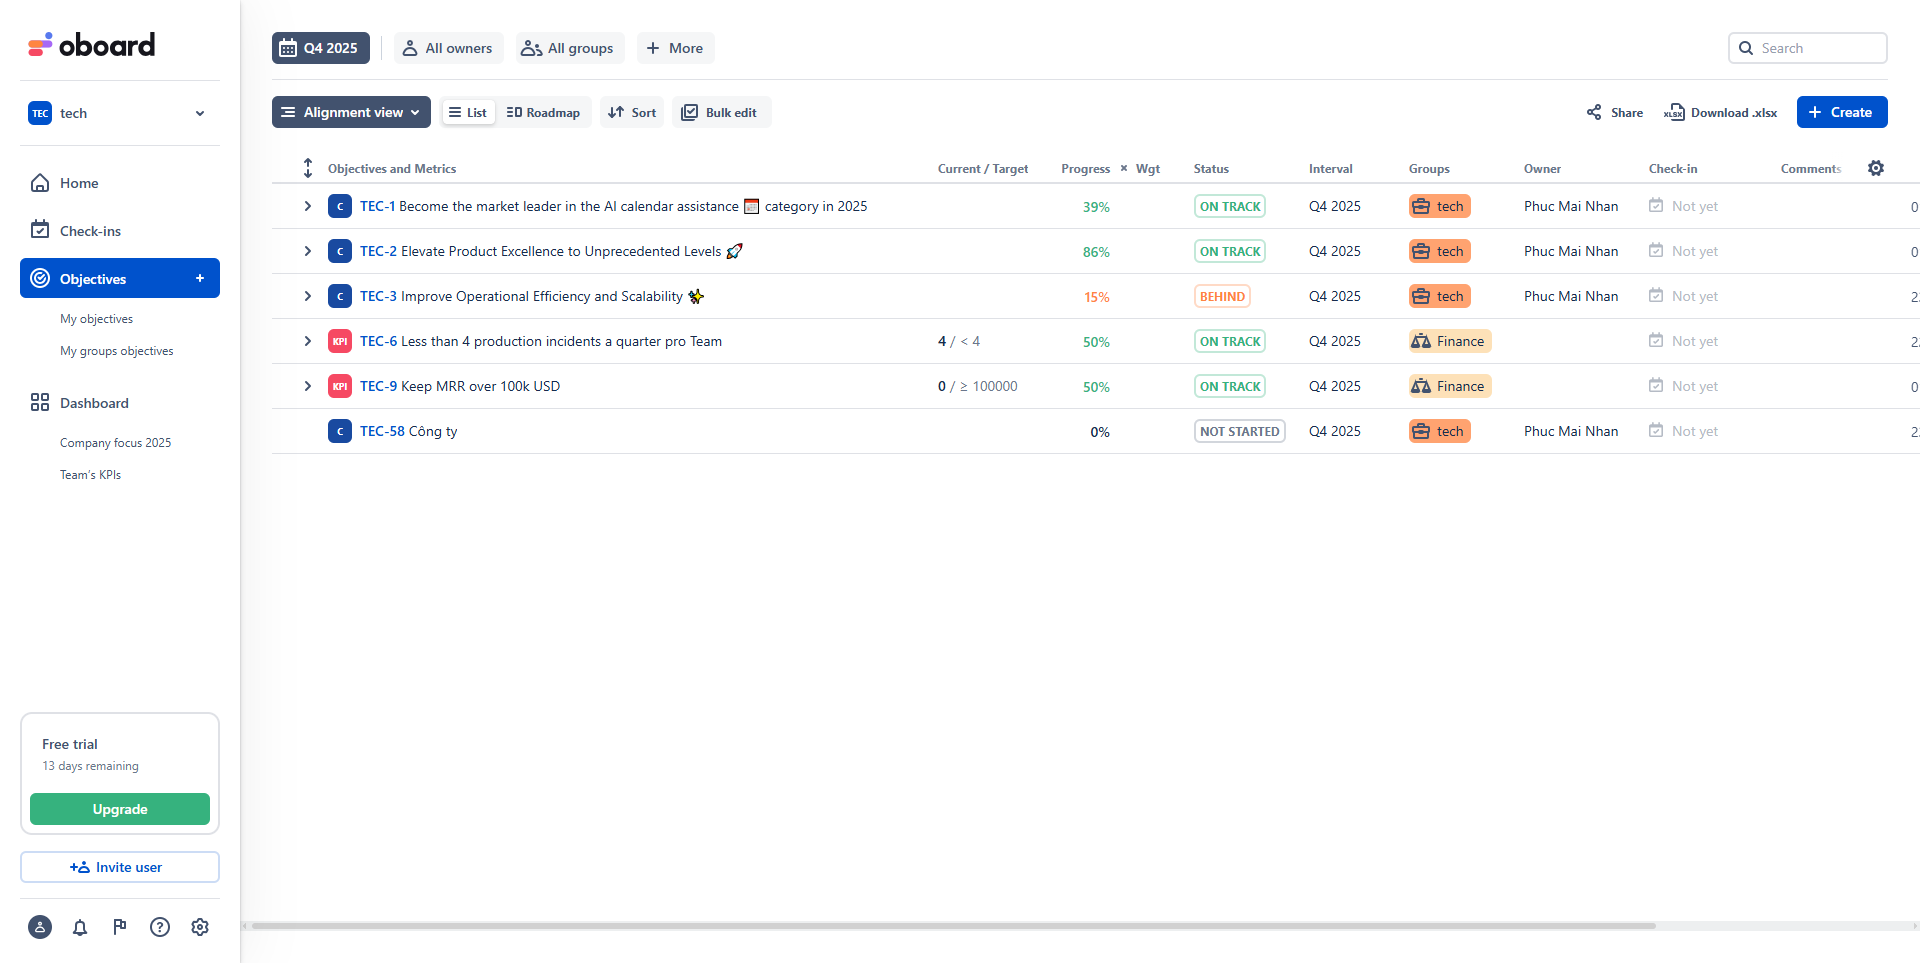 oboard
TEC tech
Home
Check-ins
Objectives +
My objectives
My groups objectives
Dashboard
Company focus 2025
Team's KPIs
Free trial
13 days remaining
Upgrade
Invite user
Q4 2025 All owners All groups + More Search
Alignment view List Roadmap Sort Bulk edit Share XLSX Download .xlsx + Create
Objectives and Metrics Current / Target Progress × Wgt Status Interval Groups Owner Check-in Comments
C TEC-1 Become the market leader in the AI calendar assistance 🗓️ category in 2025 39% ON TRACK Q4 2025 tech Phuc Mai Nhan Not yet 0
C TEC-2 Elevate Product Excellence to Unprecedented Levels 🚀 86% ON TRACK Q4 2025 tech Phuc Mai Nhan Not yet 0
C TEC-3 Improve Operational Efficiency and Scalability ✨ 15% BEHIND Q4 2025 tech Phuc Mai Nhan Not yet
KPI TEC-6 Less than 4 production incidents a quarter pro Team 4 / < 4 50% ON TRACK Q4 2025 Finance Not yet
KPI TEC-9 Keep MRR over 100k USD 0 / ≥ 100000 50% ON TRACK Q4 2025 Finance Not yet 0
C TEC-58 Công ty 0% NOT STARTED Q4 2025 tech Phuc Mai Nhan Not yet